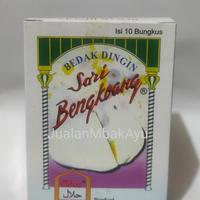 Isi 10 Bungkus
BEDAK DINGIN
Sari
Bengkoang®
JualanMbakAyu
حلال